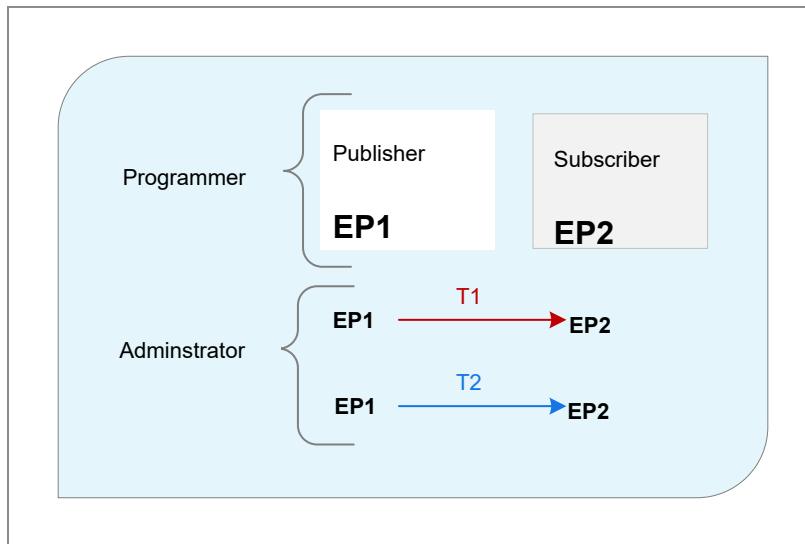 Programmer
Publisher
EP1
Subscriber
EP2
Adminstrator
EP1
T1
EP2
EP1
T2
EP2